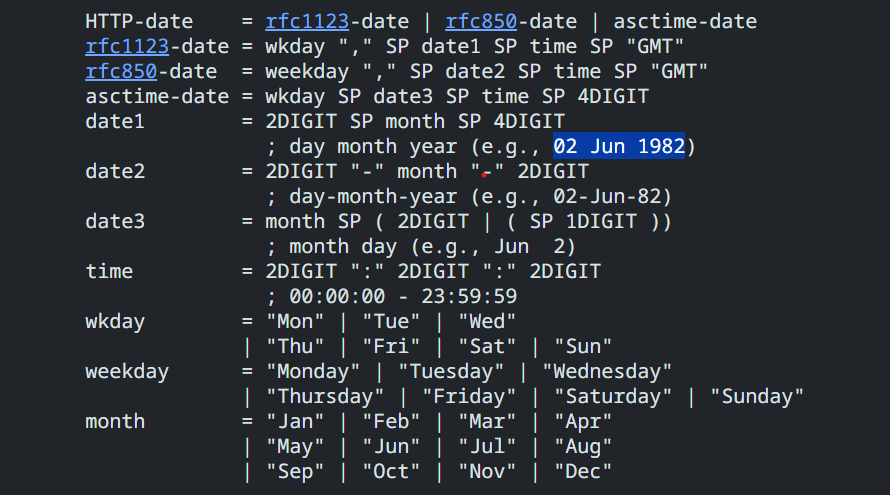 HTTP-date    = rfc1123-date | rfc850-date | asctime-date
rfc1123-date = wkday "," SP date1 SP time SP "GMT"
rfc850-date  = weekday "," SP date2 SP time SP "GMT"
asctime-date = wkday SP date3 SP time SP 4DIGIT
date1        = 2DIGIT SP month SP 4DIGIT
               ; day month year (e.g., 02 Jun 1982)
date2        = 2DIGIT "-" month "-" 2DIGIT
               ; day-month-year (e.g., 02-Jun-82)
date3        = month SP ( 2DIGIT | ( SP 1DIGIT ))
               ; month day (e.g., Jun  2)
time         = 2DIGIT ":" 2DIGIT ":" 2DIGIT
               ; 00:00:00 - 23:59:59
wkday        = "Mon" | "Tue" | "Wed"
             | "Thu" | "Fri" | "Sat" | "Sun"
weekday      = "Monday" | "Tuesday" | "Wednesday"
             | "Thursday" | "Friday" | "Saturday" | "Sunday"
month        = "Jan" | "Feb" | "Mar" | "Apr"
             | "May" | "Jun" | "Jul" | "Aug"
             | "Sep" | "Oct" | "Nov" | "Dec"